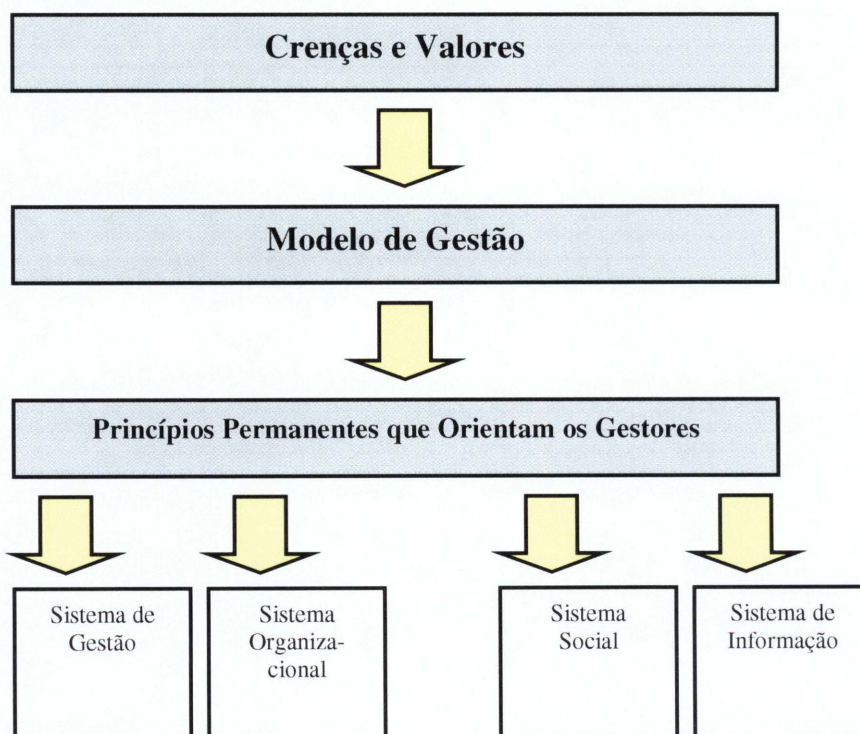 Crenças e Valores
Modelo de Gestão
Princípios Permanentes que Orientam os Gestores
Sistema de
Gestão
Sistema
Organiza-
cional
Sistema
Social
Sistema de
Informação